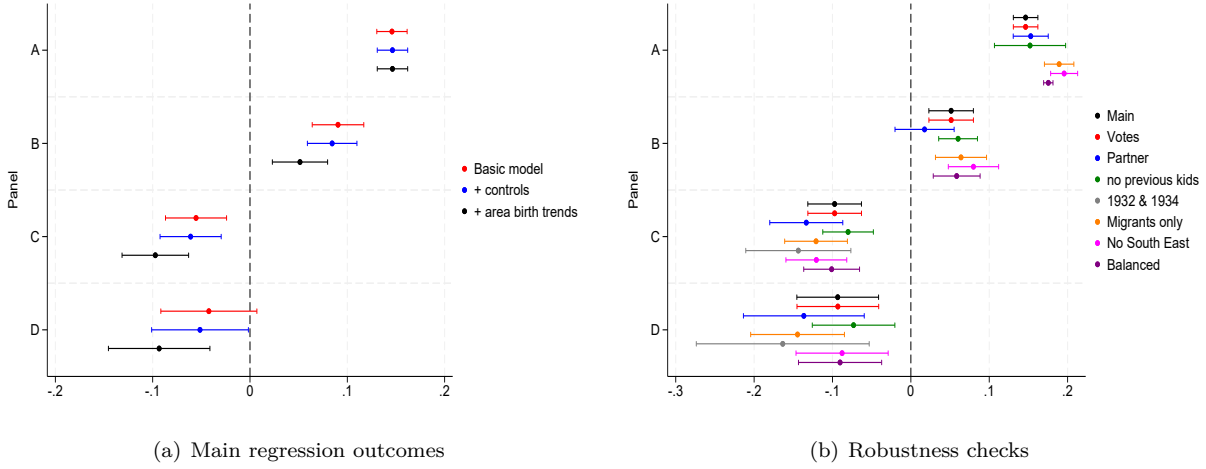 Panel
A
B
C
D
-.2
-.1
0
.1
.2
Basic model
+ controls
+ area birth trends
(a) Main regression outcomes
Panel
A
B
C
D
-.3
-.2
-.1
0
.1
.2
Main
Votes
Partner
no previous kids
1932 & 1934
Migrants only
No South East
Balanced
(b) Robustness checks